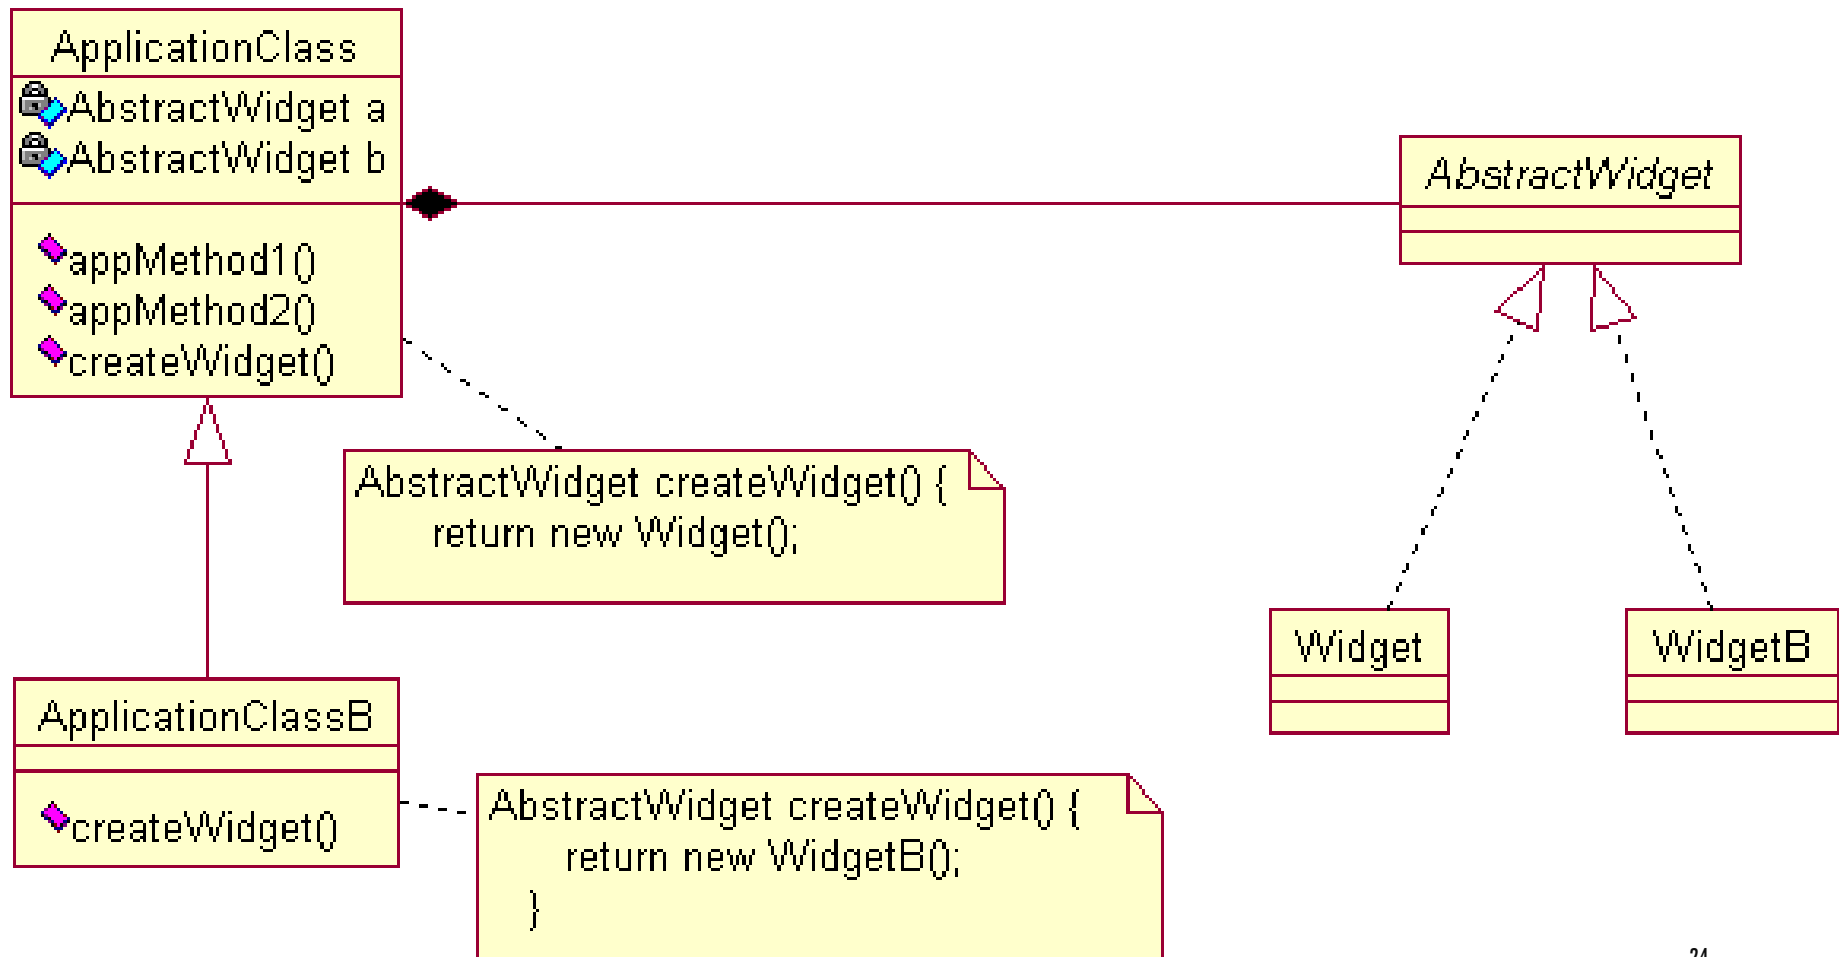 ApplicationClass
AbstractWidget a
AbstractWidget b
appMethod1()
appMethod2()
createWidget()
AbstractWidget
AbstractWidget createWidget() {
return new Widget();
Widget
WidgetB
ApplicationClassB
createWidget()
AbstractWidget createWidget() {
return new WidgetB();
}
24